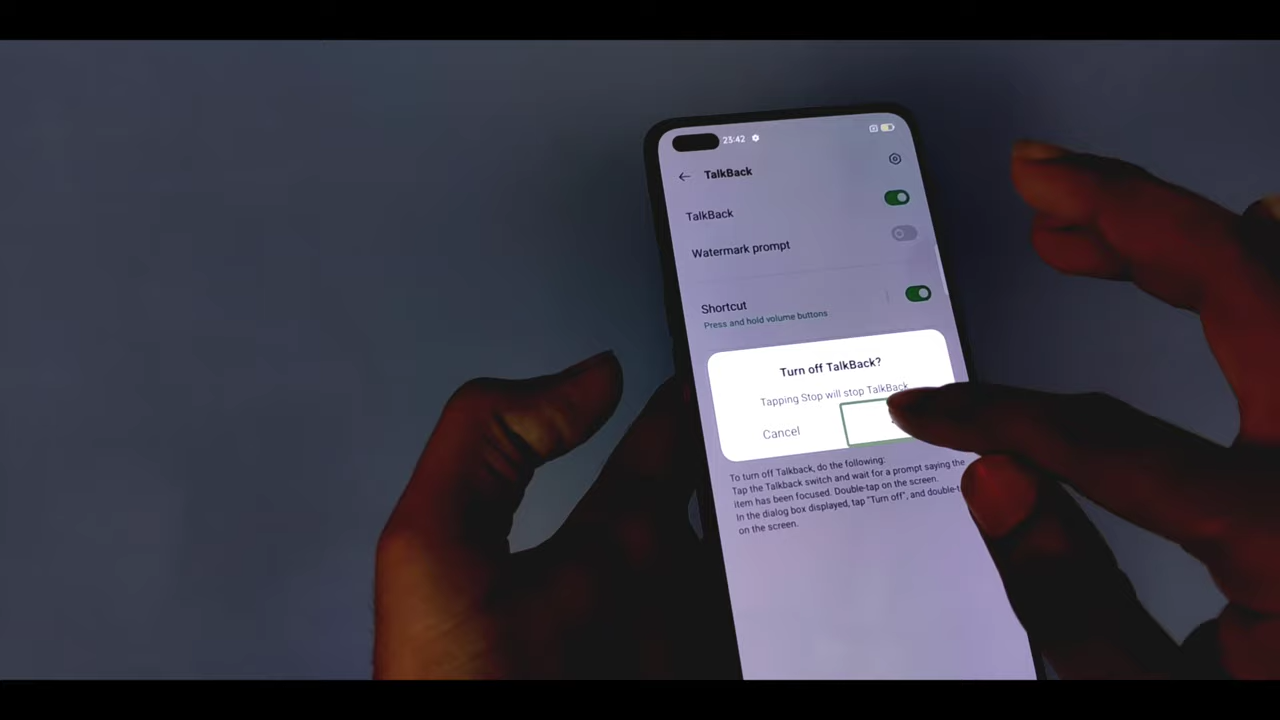 23:42
TalkBack
TalkBack
Watermark prompt
Shortcut
Press and hold volume buttons
Turn off TalkBack?
Tapping Stop will stop TalkBack
Cancel
To turn off Talkback, do the following:
Tap the Talkback switch and wait for a prompt saying the
item has been focused. Double-tap on the screen.
In the dialog box displayed, tap "Turn off", and double-t
on the screen.